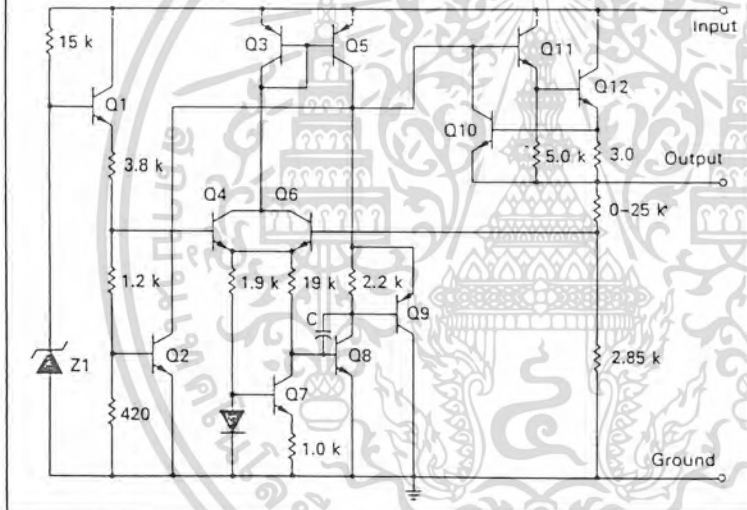 Q3
Q5
Input
15 k
Q11
Q1
Q12
Q10
3.8 k
5.0 k
3.0
Output
Q4
Q6
0-25 k
1.2 k
1.9 k
19 k
2.2 k
C
Q9
Q2
Q8
Z1
Q7
2.85 k
420
1.0 k
Ground